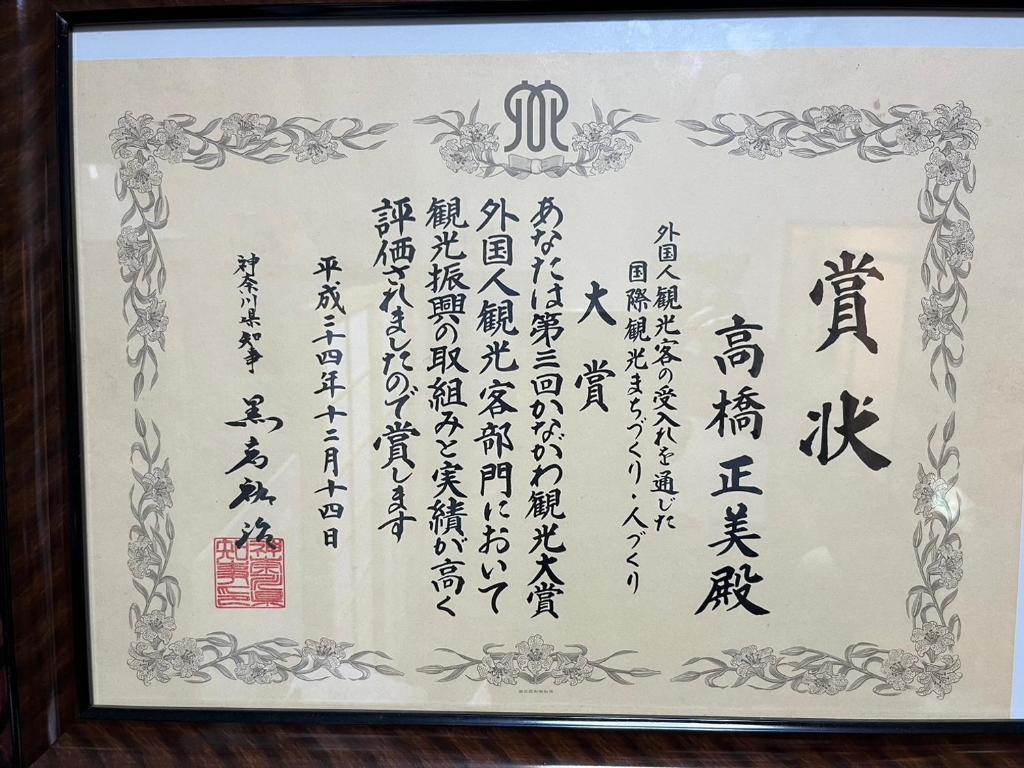 賞状
高橋正美殿
外国人観光客の受入れを通じた
国際観光まちづくり・人づくり
大賞
あなたは第三回かながわ観光大賞
外国人観光客部門において
観光振興の取組みと実績が高く
評価されましたので賞します
平成二十四年十二月十四日
神奈川県知事 黒岩祐治